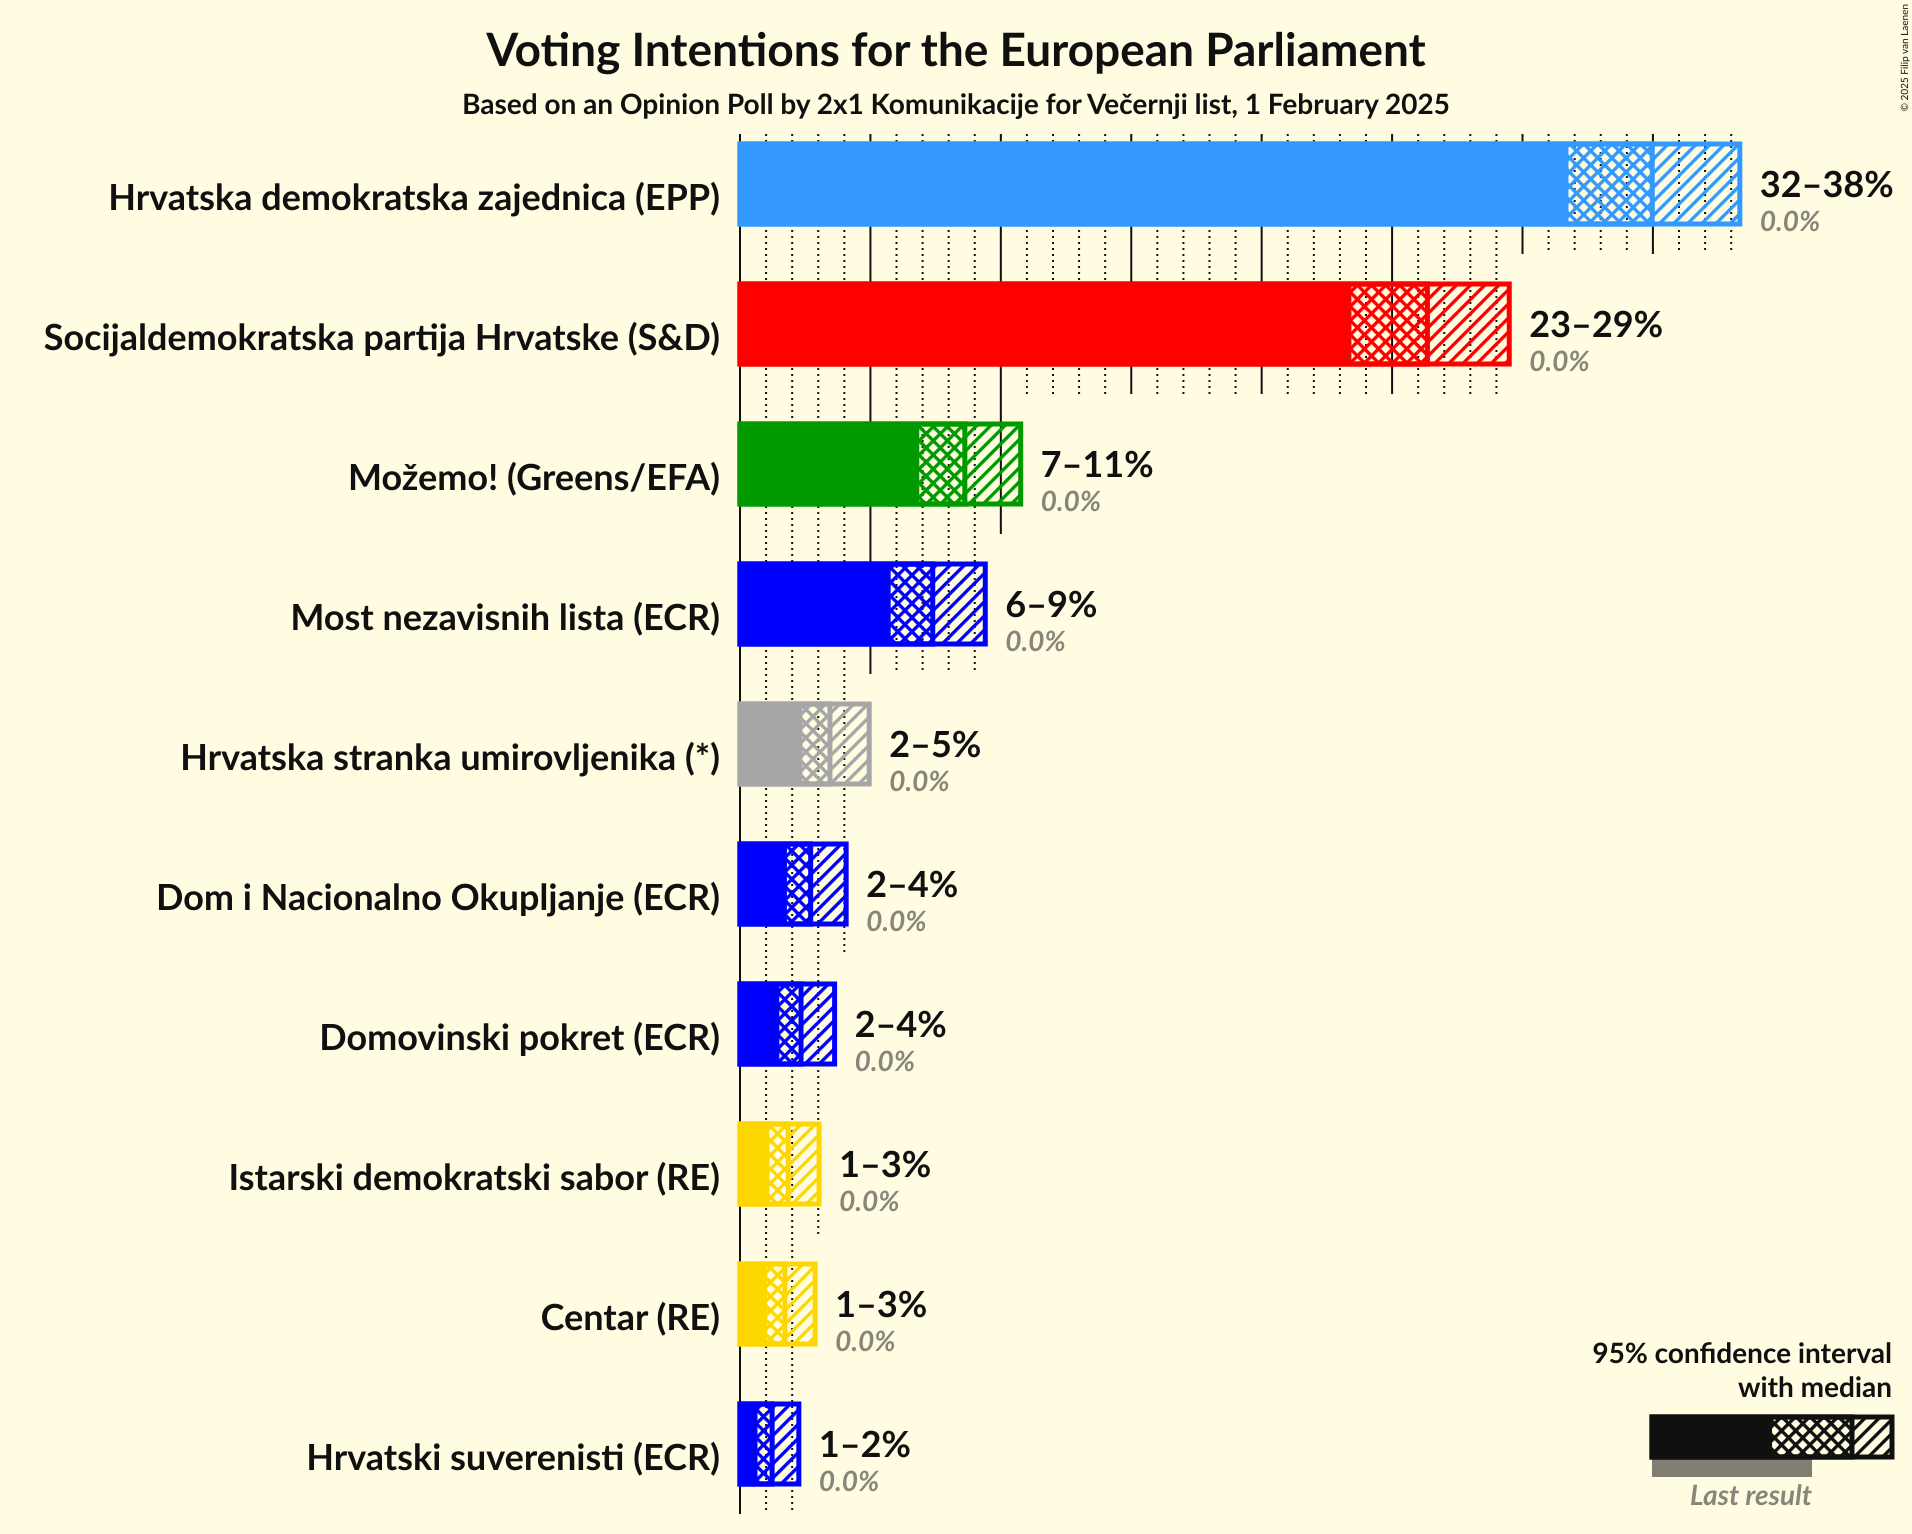 Voting Intentions for the European Parliament
Based on an Opinion Poll by 2x1 Komunikacije for Večernji list, 1 February 2025
© 2025 Filip van Laenen
Hrvatska demokratska zajednica (EPP)
32–38%
0.0%
Socijaldemokratska partija Hrvatske (S&D)
23–29%
0.0%
Možemo! (Greens/EFA)
7–11%
0.0%
Most nezavisnih lista (ECR)
6–9%
0.0%
Hrvatska stranka umirovljenika (*)
2–5%
0.0%
Dom i Nacionalno Okupljanje (ECR)
2–4%
0.0%
Domovinski pokret (ECR)
2–4%
0.0%
Istarski demokratski sabor (RE)
1–3%
0.0%
Centar (RE)
1–3%
0.0%
Hrvatski suverenisti (ECR)
1–2%
0.0%
95% confidence interval
with median
Last result